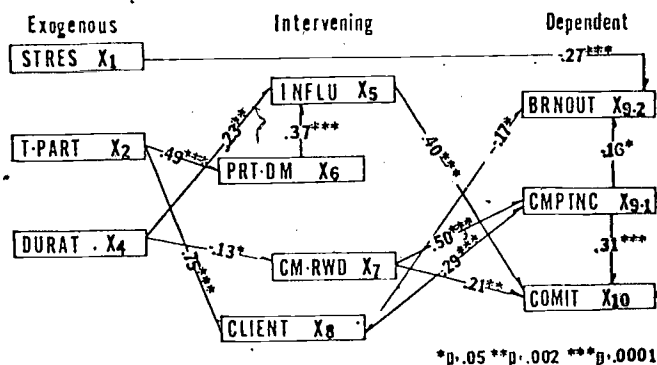 Exogenous Intervening Dependent
STRES X1
.27***
INFLU X5
BRNOUT X9.2
.23**
.37***
.17*
T·PART X2
.49***
PRT·DM X6
.40***
.16*
CMPTNC X9.1
DURAT . X4
.13*
CM·RWD X7
.50***
.29***
.31***
.75***
.21**
COMIT X10
CLIENT X8
*p‹.05 **p‹.002 ***p‹.0001